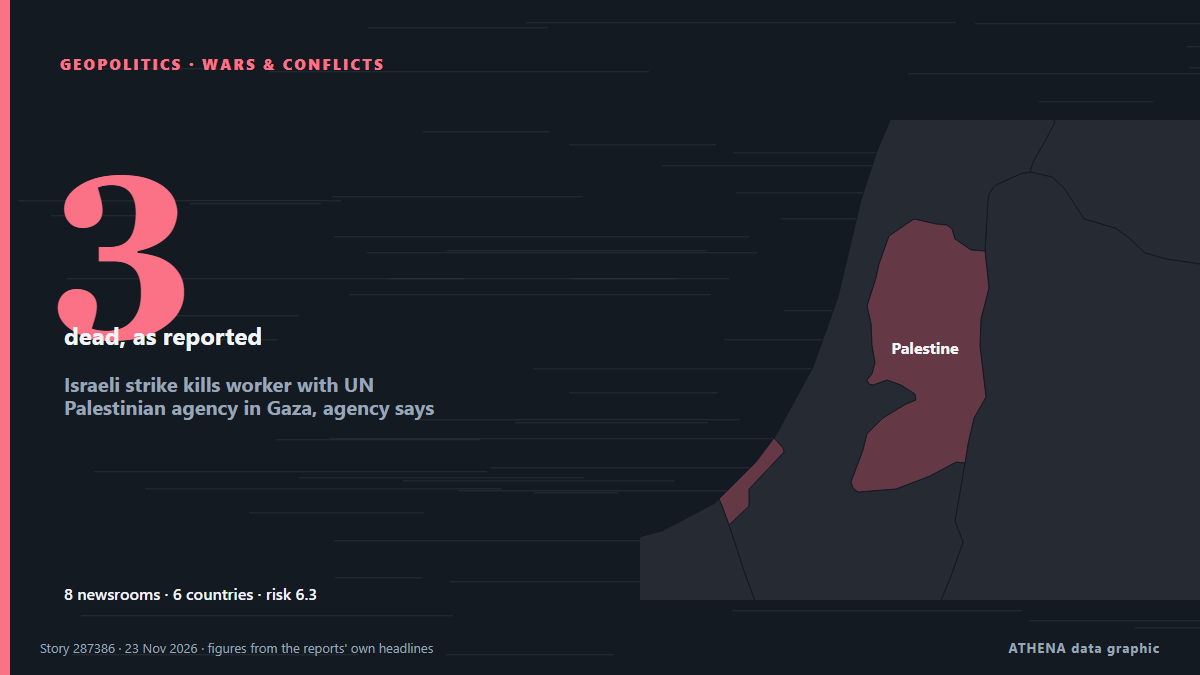 GEOPOLITICS · WARS & CONFLICTS
3
dead, as reported
Israeli strike kills worker with UN
Palestinian agency in Gaza, agency says
Palestine
8 newsrooms · 6 countries · risk 6.3
Story 287386 · 23 Nov 2026 · figures from the reports' own headlines
ATHENA data graphic